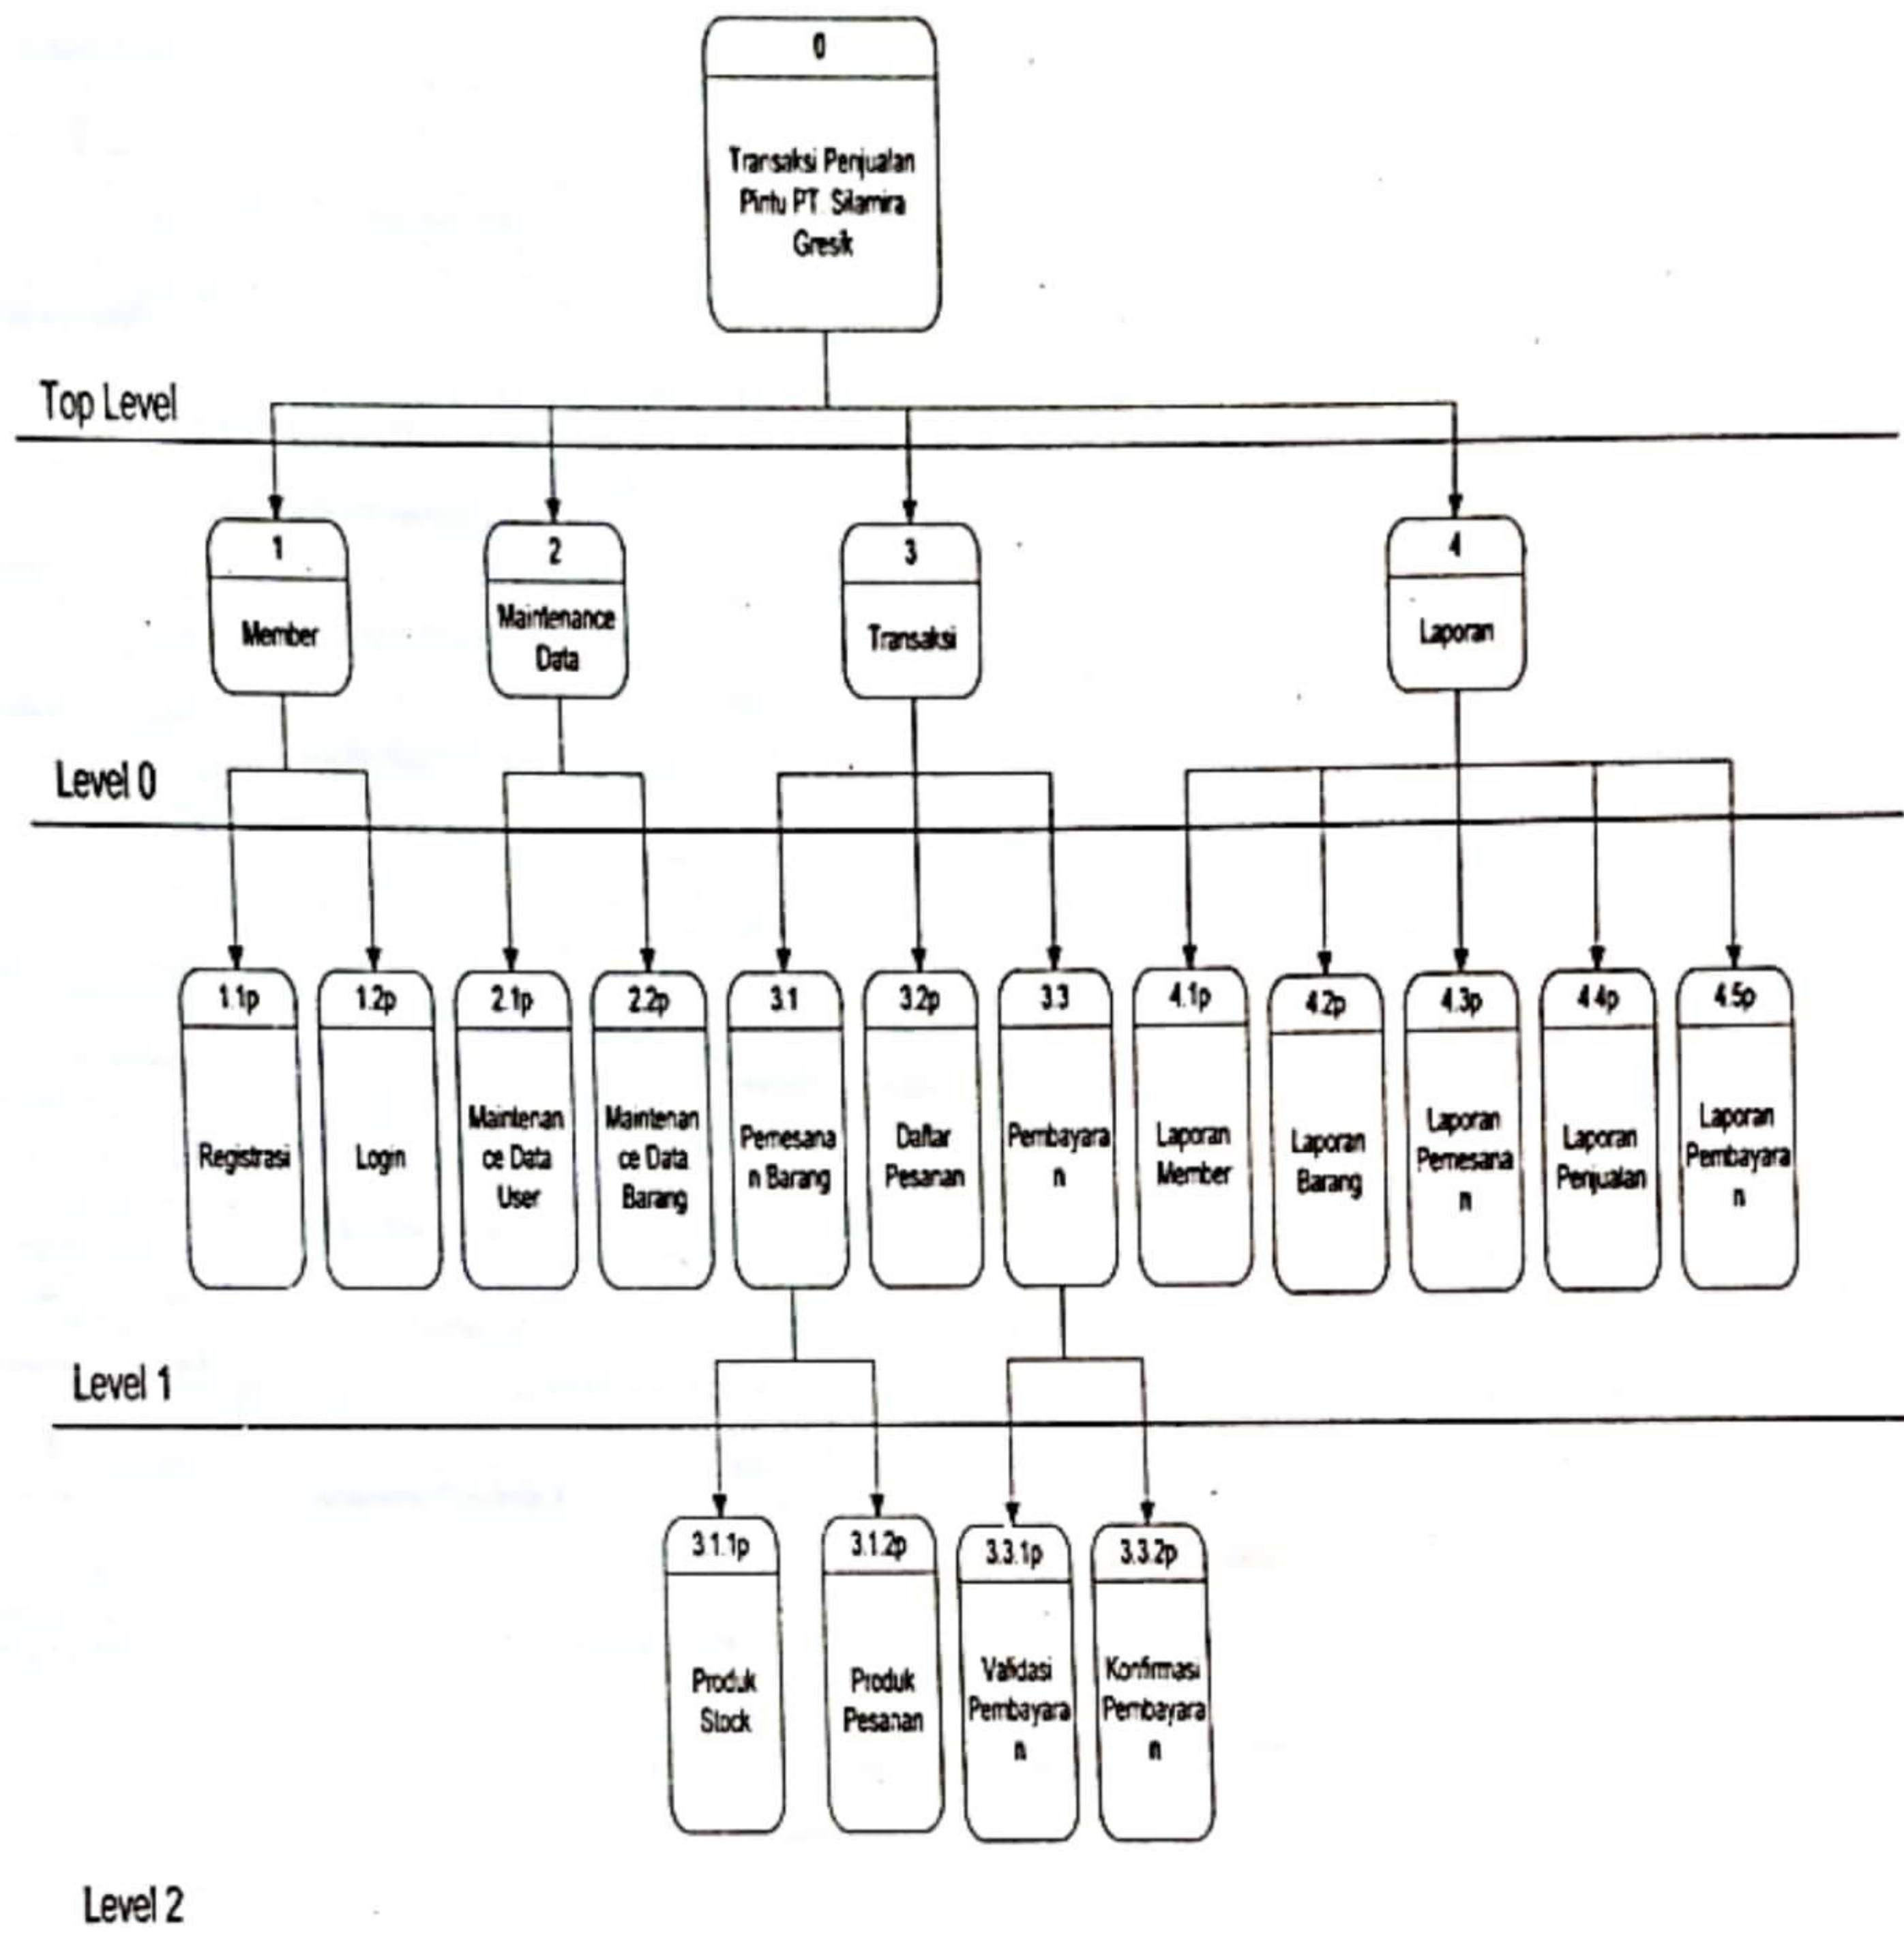 0
Transaksi Penjualan
Pintu PT. Silamira
Gresik
Top Level
1
Member
2
Maintenance
Data
3
Transaksi
4
Laporan
Level 0
1.1p
Registrasi
1.2p
Login
2.1p
Maintenan
ce Data
User
2.2p
Maintenan
ce Data
Barang
3.1
Pemesana
n Barang
3.2p
Daftar
Pesanan
3.3
Pembayara
n
4.1p
Laporan
Member
4.2p
Laporan
Barang
4.3p
Laporan
Pemesana
n
4.4p
Laporan
Penjualan
4.5p
Laporan
Pembayara
n
Level 1
3.1.1p
Produk
Stock
3.1.2p
Produk
Pesanan
3.3.1p
Validasi
Pembayara
n
3.3.2p
Konfirmasi
Pembayara
n
Level 2